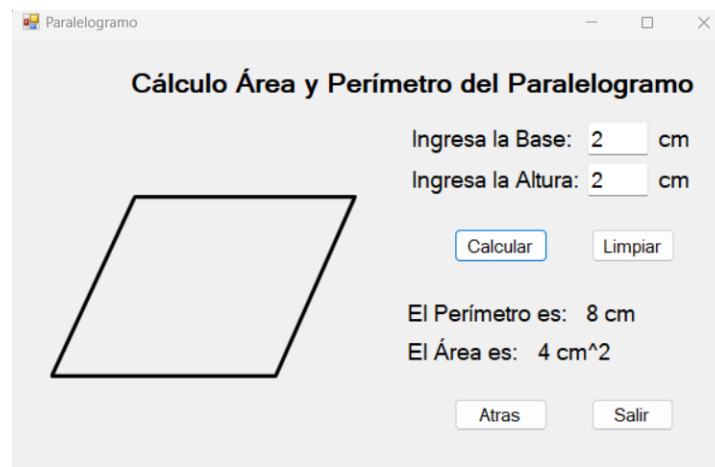 Paralelogramo
Cálculo Área y Perímetro del Paralelogramo
Ingresa la Base: 2 cm
Ingresa la Altura: 2 cm
Calcular Limpiar
El Perímetro es: 8 cm
El Área es: 4 cm^2
Atras Salir